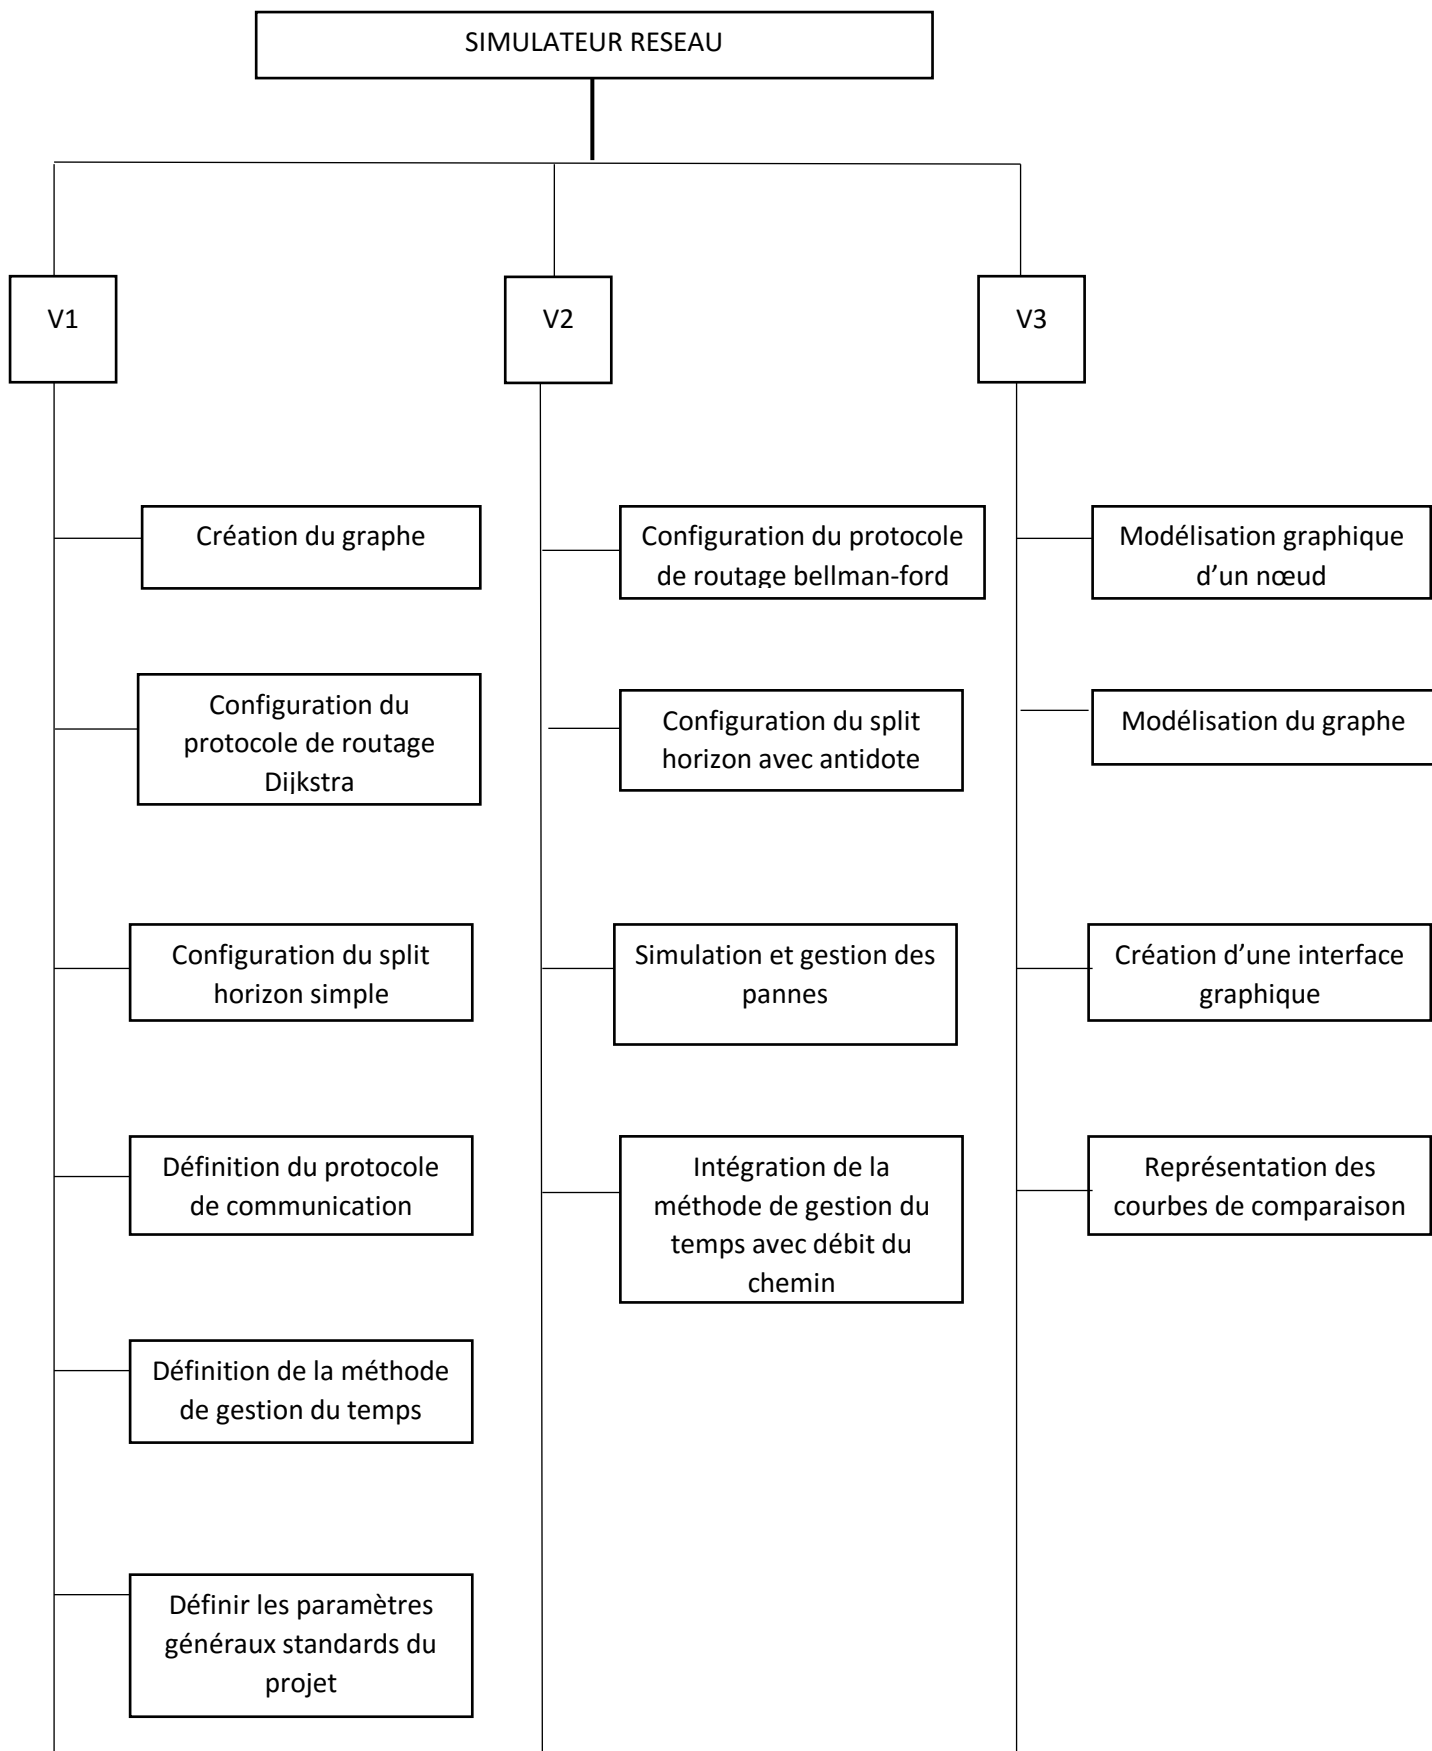 SIMULATEUR RESEAU
V1
V2
V3
Création du graphe
Configuration du
protocole de routage
Dijkstra
Configuration du split
horizon simple
Définition du protocole
de communication
Définition de la méthode
de gestion du temps
Définir les paramètres
généraux standards du
projet
Configuration du protocole
de routage bellman-ford
Configuration du split
horizon avec antidote
Simulation et gestion des
pannes
Intégration de la
méthode de gestion du
temps avec débit du
chemin
Modélisation graphique
d’un nœud
Modélisation du graphe
Création d’une interface
graphique
Représentation des
courbes de comparaison